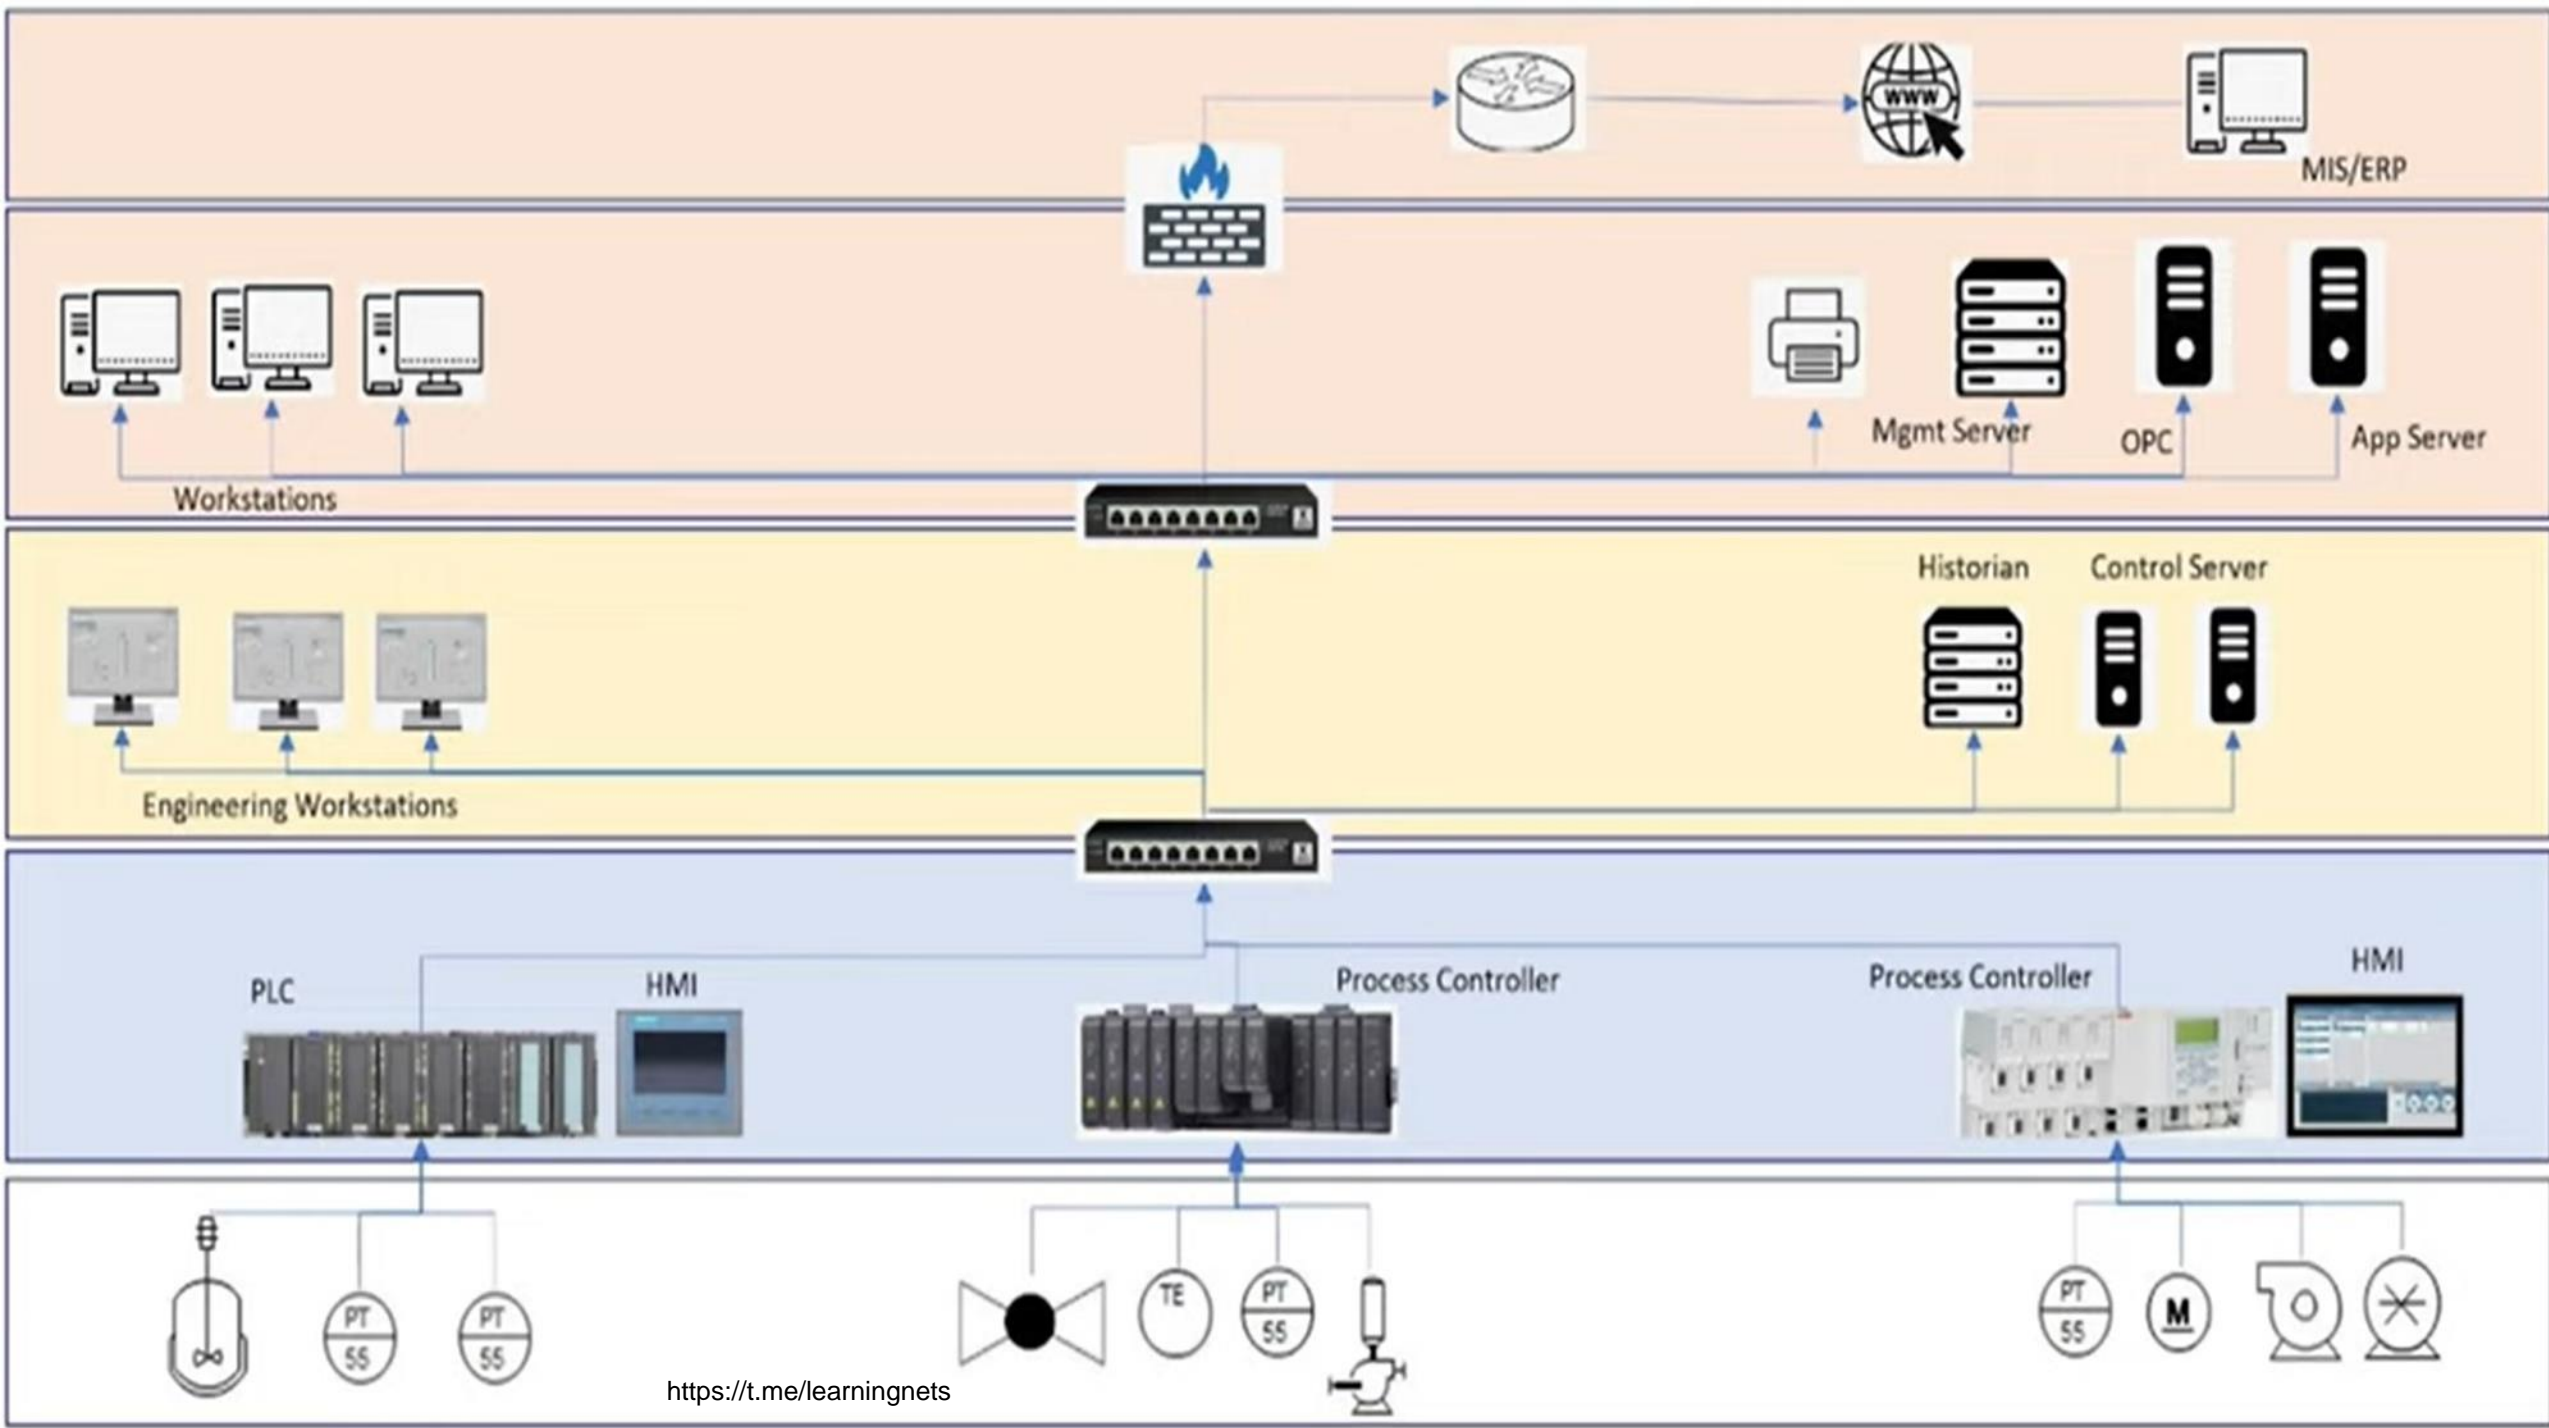 WWW
MIS/ERP
Mgmt Server
OPC
App Server
Workstations
Historian
Control Server
Engineering Workstations
PLC
HMI
Process Controller
Process Controller
HMI
PT
55
PT
55
TE
PT
55
PT
55
M
https://t.me/learningnets